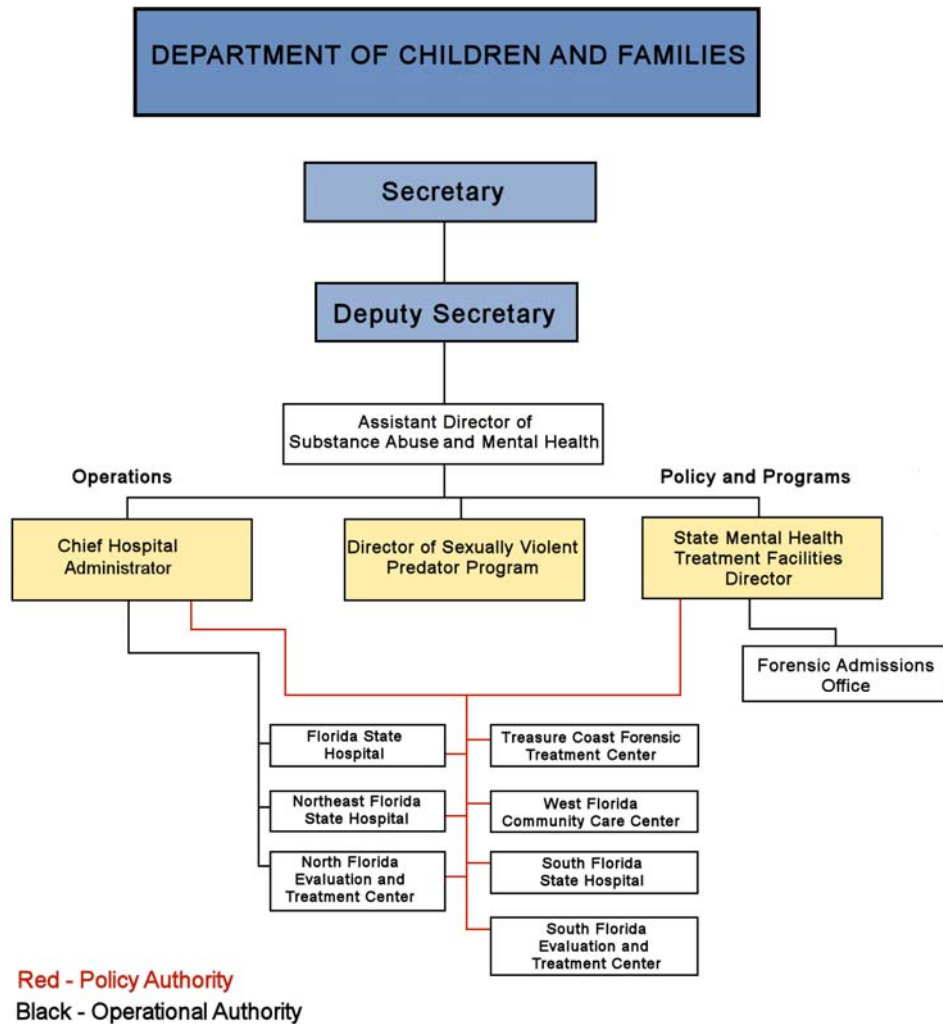 DEPARTMENT OF CHILDREN AND FAMILIES
Secretary
Deputy Secretary
Assistant Director of
Substance Abuse and Mental Health
Operations
Policy and Programs
Chief Hospital
Administrator
Director of Sexually Violent
Predator Program
State Mental Health
Treatment Facilities
Director
Forensic Admissions
Office
Florida State
Hospital
Treasure Coast Forensic
Treatment Center
Northeast Florida
State Hospital
West Florida
Community Care Center
North Florida
Evaluation and
Treatment Center
South Florida
State Hospital
South Florida
Evaluation and
Treatment Center
Red - Policy Authority
Black - Operational Authority